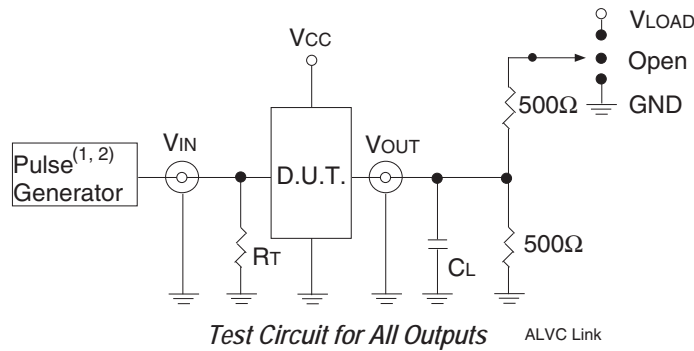 VLOAD
VCC
Open
500Ω
GND
VIN
VOUT
Pulse(1, 2)
Generator
D.U.T.
RT
CL
500Ω
Test Circuit for All Outputs
ALVC Link